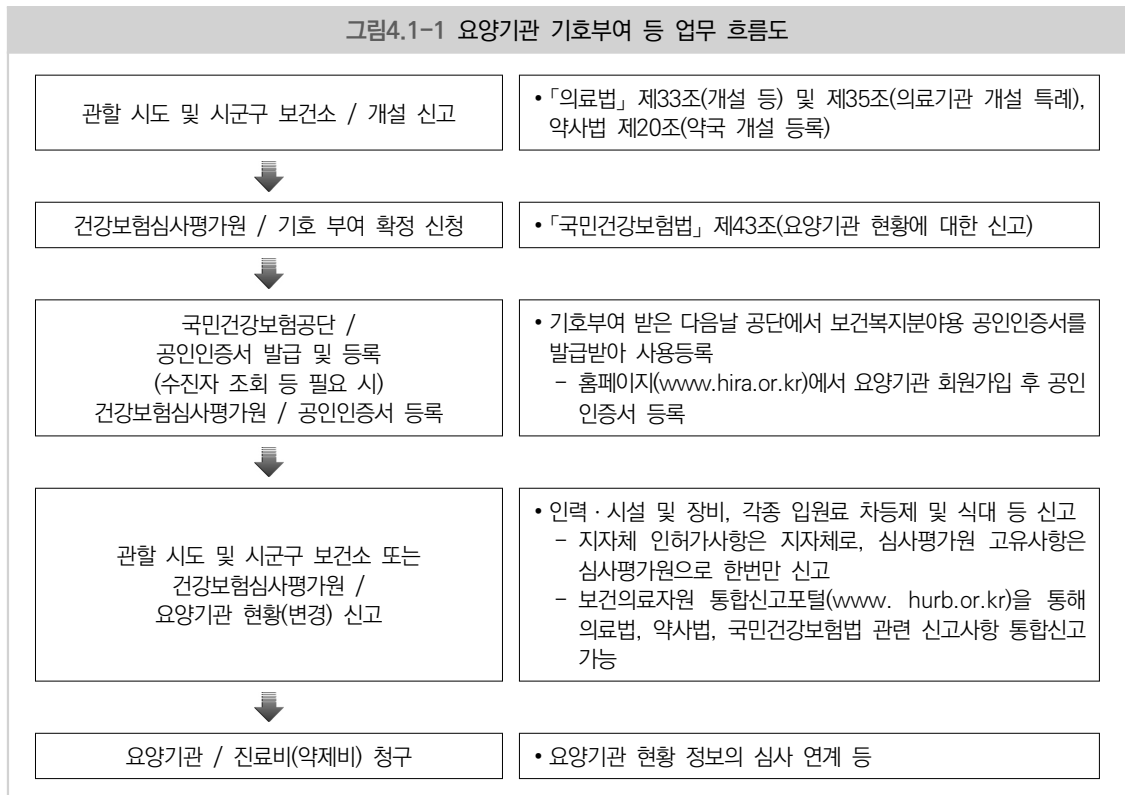 그림4.1-1 요양기관 기호부여 등 업무 흐름도
관할 시도 및 시군구 보건소 / 개설 신고
•「의료법」 제33조(개설 등) 및 제35조(의료기관 개설 특례),
약사법 제20조(약국 개설 등록)
건강보험심사평가원 / 기호 부여 확정 신청
•「국민건강보험법」 제43조(요양기관 현황에 대한 신고)
국민건강보험공단 /
공인인증서 발급 및 등록
(수진자 조회 등 필요 시)
건강보험심사평가원 / 공인인증서 등록
• 기호부여 받은 다음날 공단에서 보건복지분야용 공인인증서를
발급받아 사용등록
- 홈페이지(www.hira.or.kr)에서 요양기관 회원가입 후 공인
인증서 등록
관할 시도 및 시군구 보건소 또는
건강보험심사평가원 /
요양기관 현황(변경) 신고
• 인력·시설 및 장비, 각종 입원료 차등제 및 식대 등 신고
- 지자체 인허가사항은 지자체로, 심사평가원 고유사항은
심사평가원으로 한번만 신고
- 보건의료자원 통합신고포털(www. hurb.or.kr)을 통해
의료법, 약사법, 국민건강보험법 관련 신고사항 통합신고
가능
요양기관 / 진료비(약제비) 청구
• 요양기관 현황 정보의 심사 연계 등